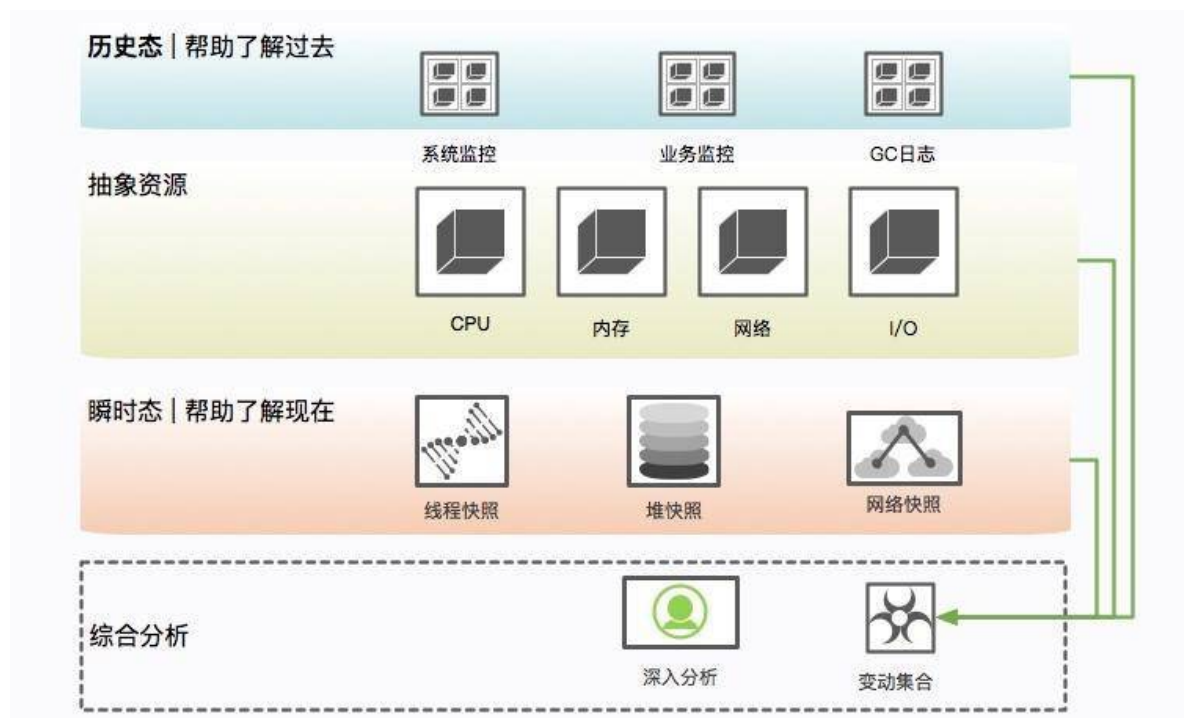 历史态 | 帮助了解过去
系统监控
业务监控
GC日志
抽象资源
CPU
内存
网络
I/O
瞬时态 | 帮助了解现在
线程快照
堆快照
网络快照
综合分析
深入分析
变动集合